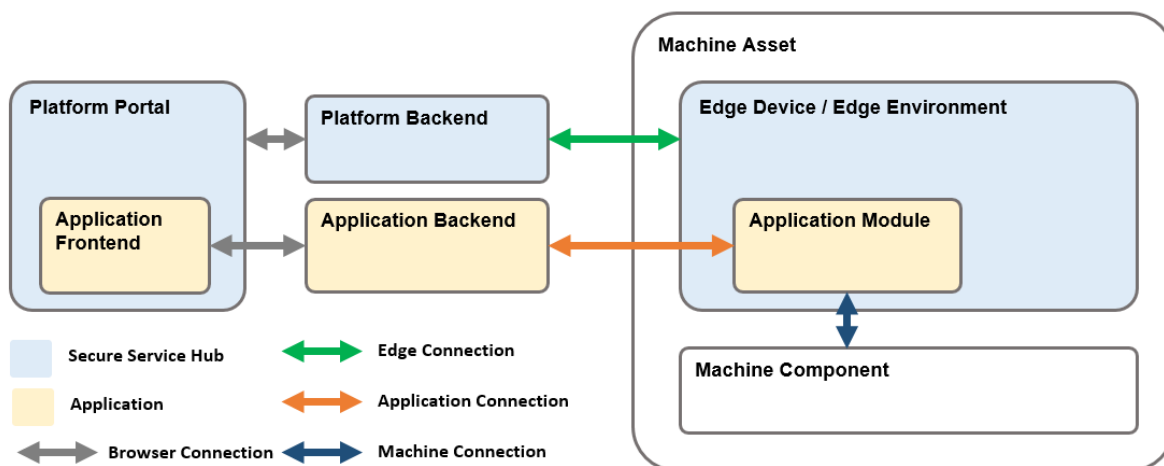 Machine Asset
Platform Portal
Platform Backend
Edge Device / Edge Environment
Application
Frontend
Application Backend
Application Module
Machine Component
Secure Service Hub
Edge Connection
Application
Application Connection
Browser Connection
Machine Connection